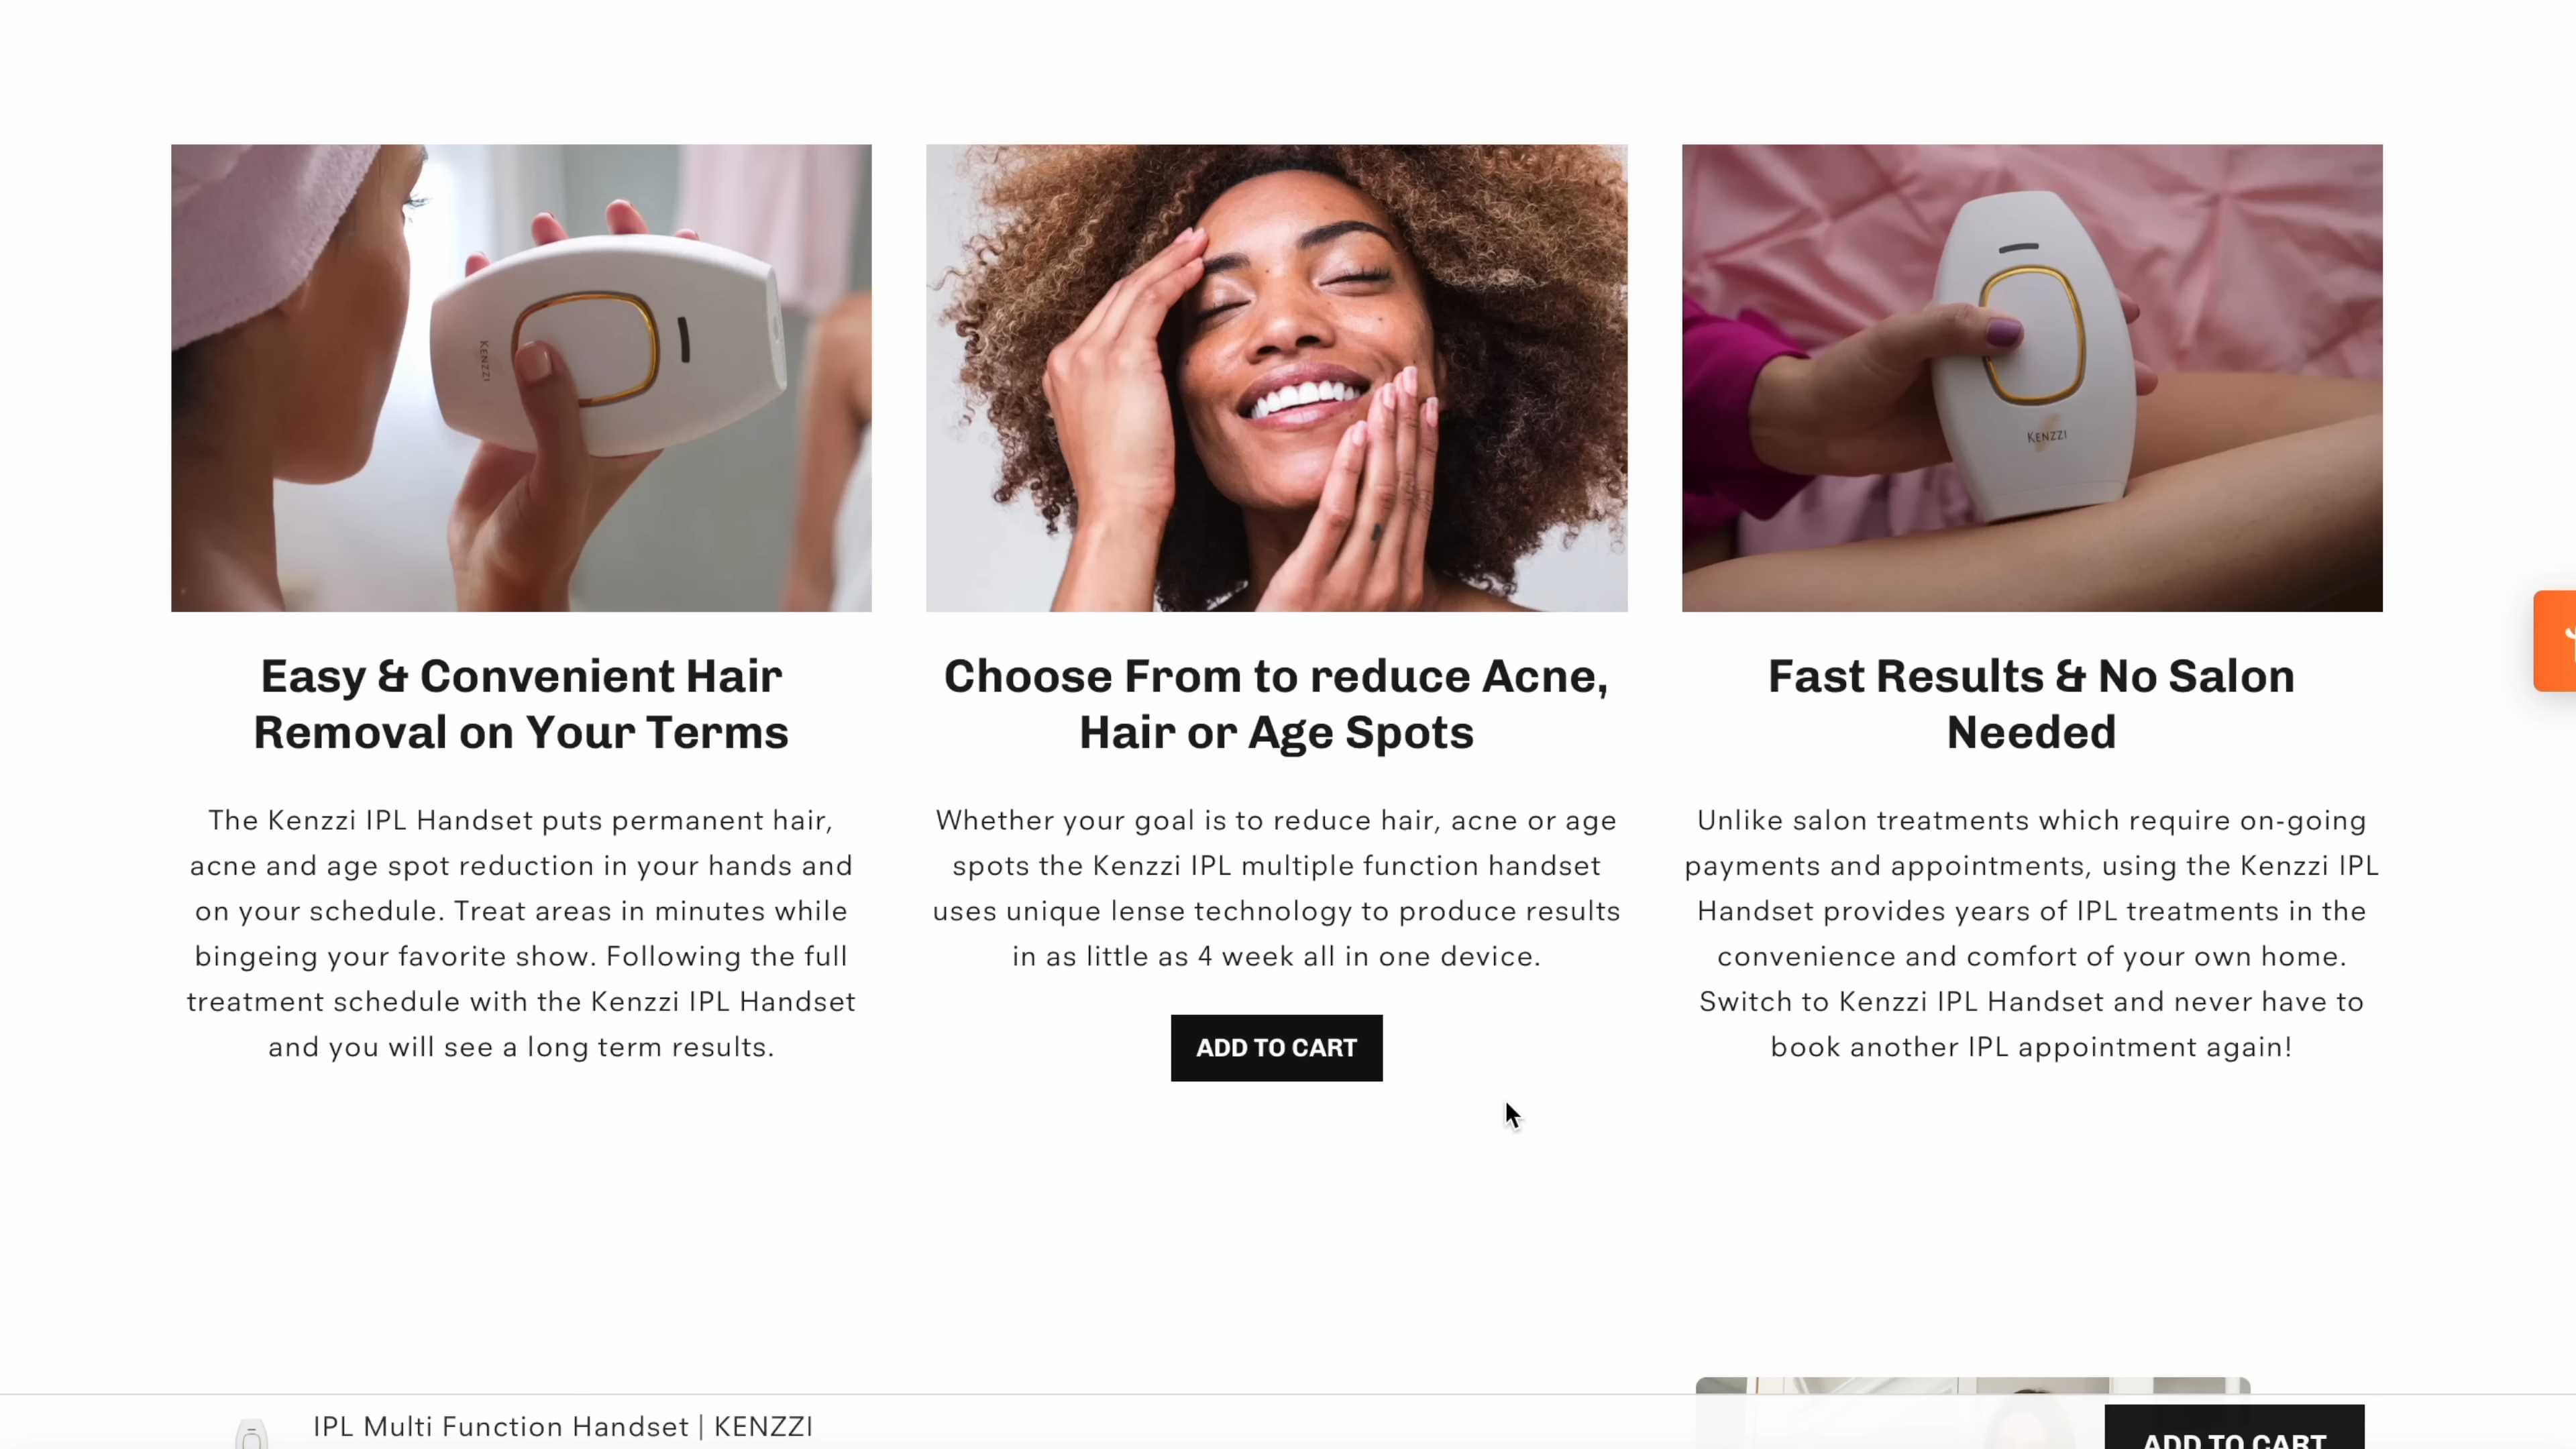 KENZZI
KENZZI
Easy & Convenient Hair
Removal on Your Terms
The Kenzzi IPL Handset puts permanent hair,
acne and age spot reduction in your hands and
on your schedule. Treat areas in minutes while
bingeing your favorite show. Following the full
treatment schedule with the Kenzzi IPL Handset
and you will see a long term results.
Choose From to reduce Acne,
Hair or Age Spots
Whether your goal is to reduce hair, acne or age
spots the Kenzzi IPL multiple function handset
uses unique lense technology to produce results
in as little as 4 week all in one device.
ADD TO CART
Fast Results & No Salon
Needed
Unlike salon treatments which require on-going
payments and appointments, using the Kenzzi IPL
Handset provides years of IPL treatments in the
convenience and comfort of your own home.
Switch to Kenzzi IPL Handset and never have to
book another IPL appointment again!
IPL Multi Function Handset | KENZZI
ADD TO CART